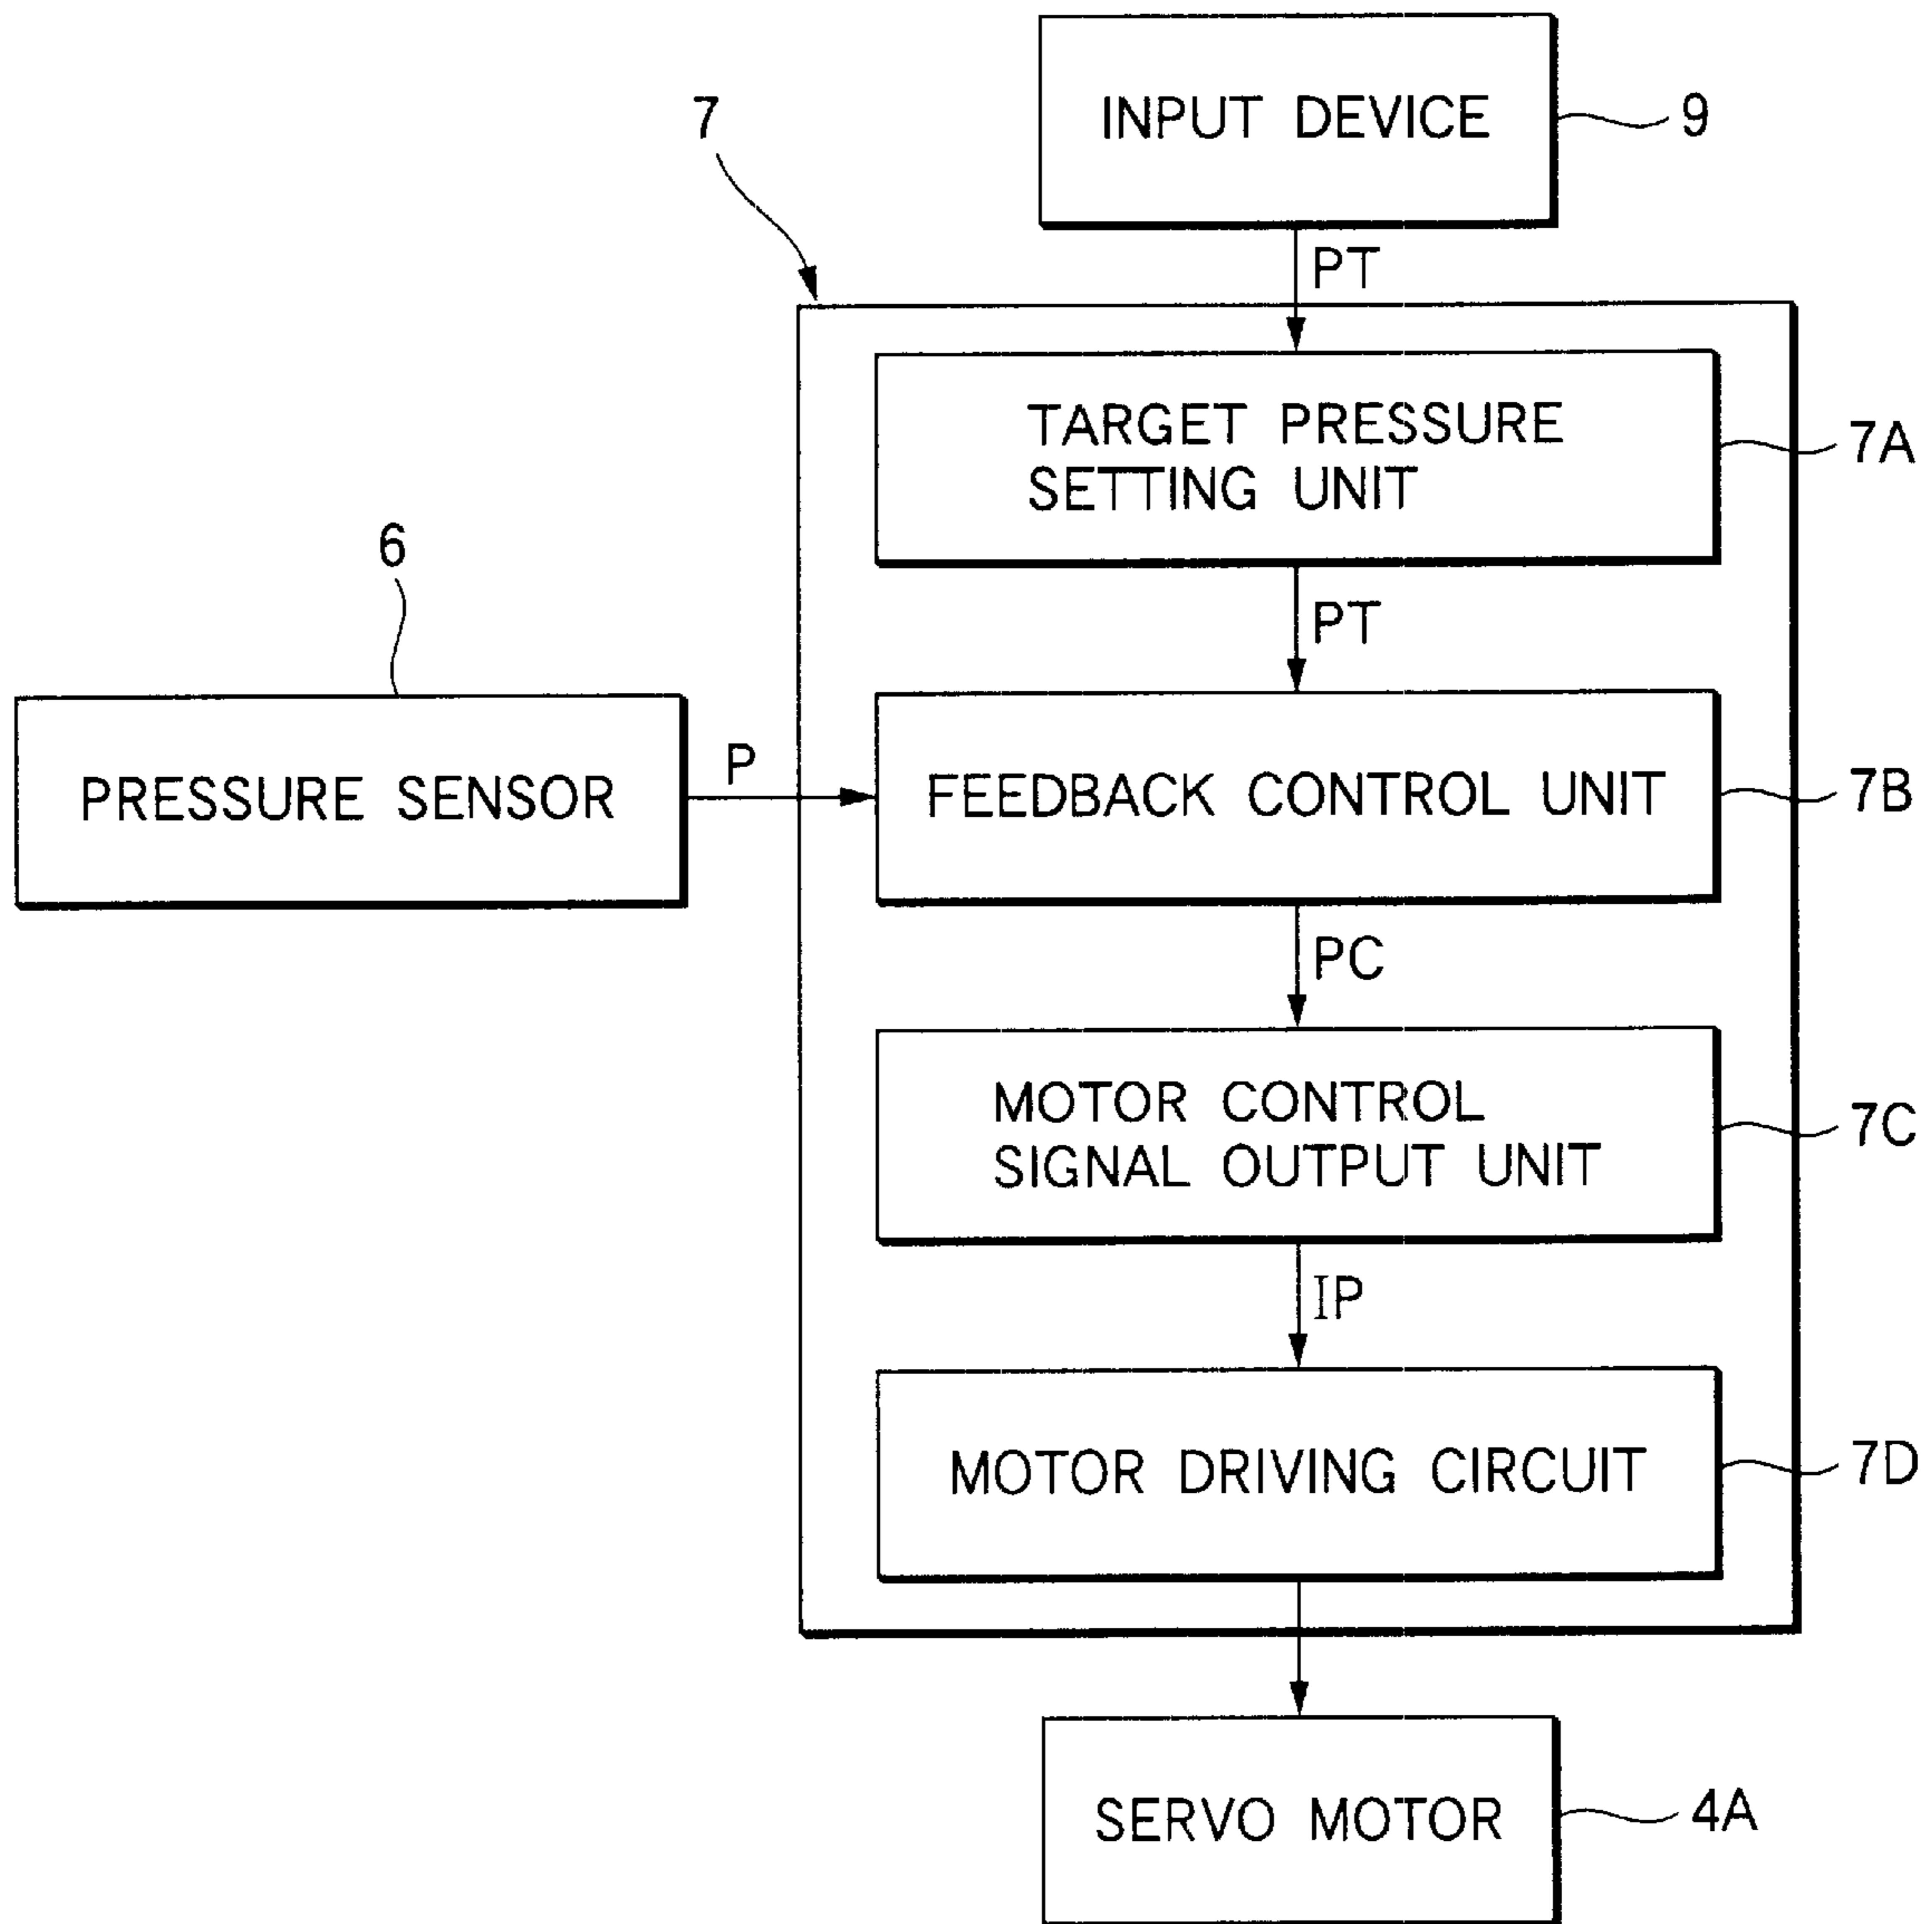 INPUT DEVICE
9
7
PT
TARGET PRESSURE
SETTING UNIT
7A
PT
6
PRESSURE SENSOR
P
FEEDBACK CONTROL UNIT
7B
PC
MOTOR CONTROL
SIGNAL OUTPUT UNIT
7C
IP
MOTOR DRIVING CIRCUIT
7D
SERVO MOTOR
4A